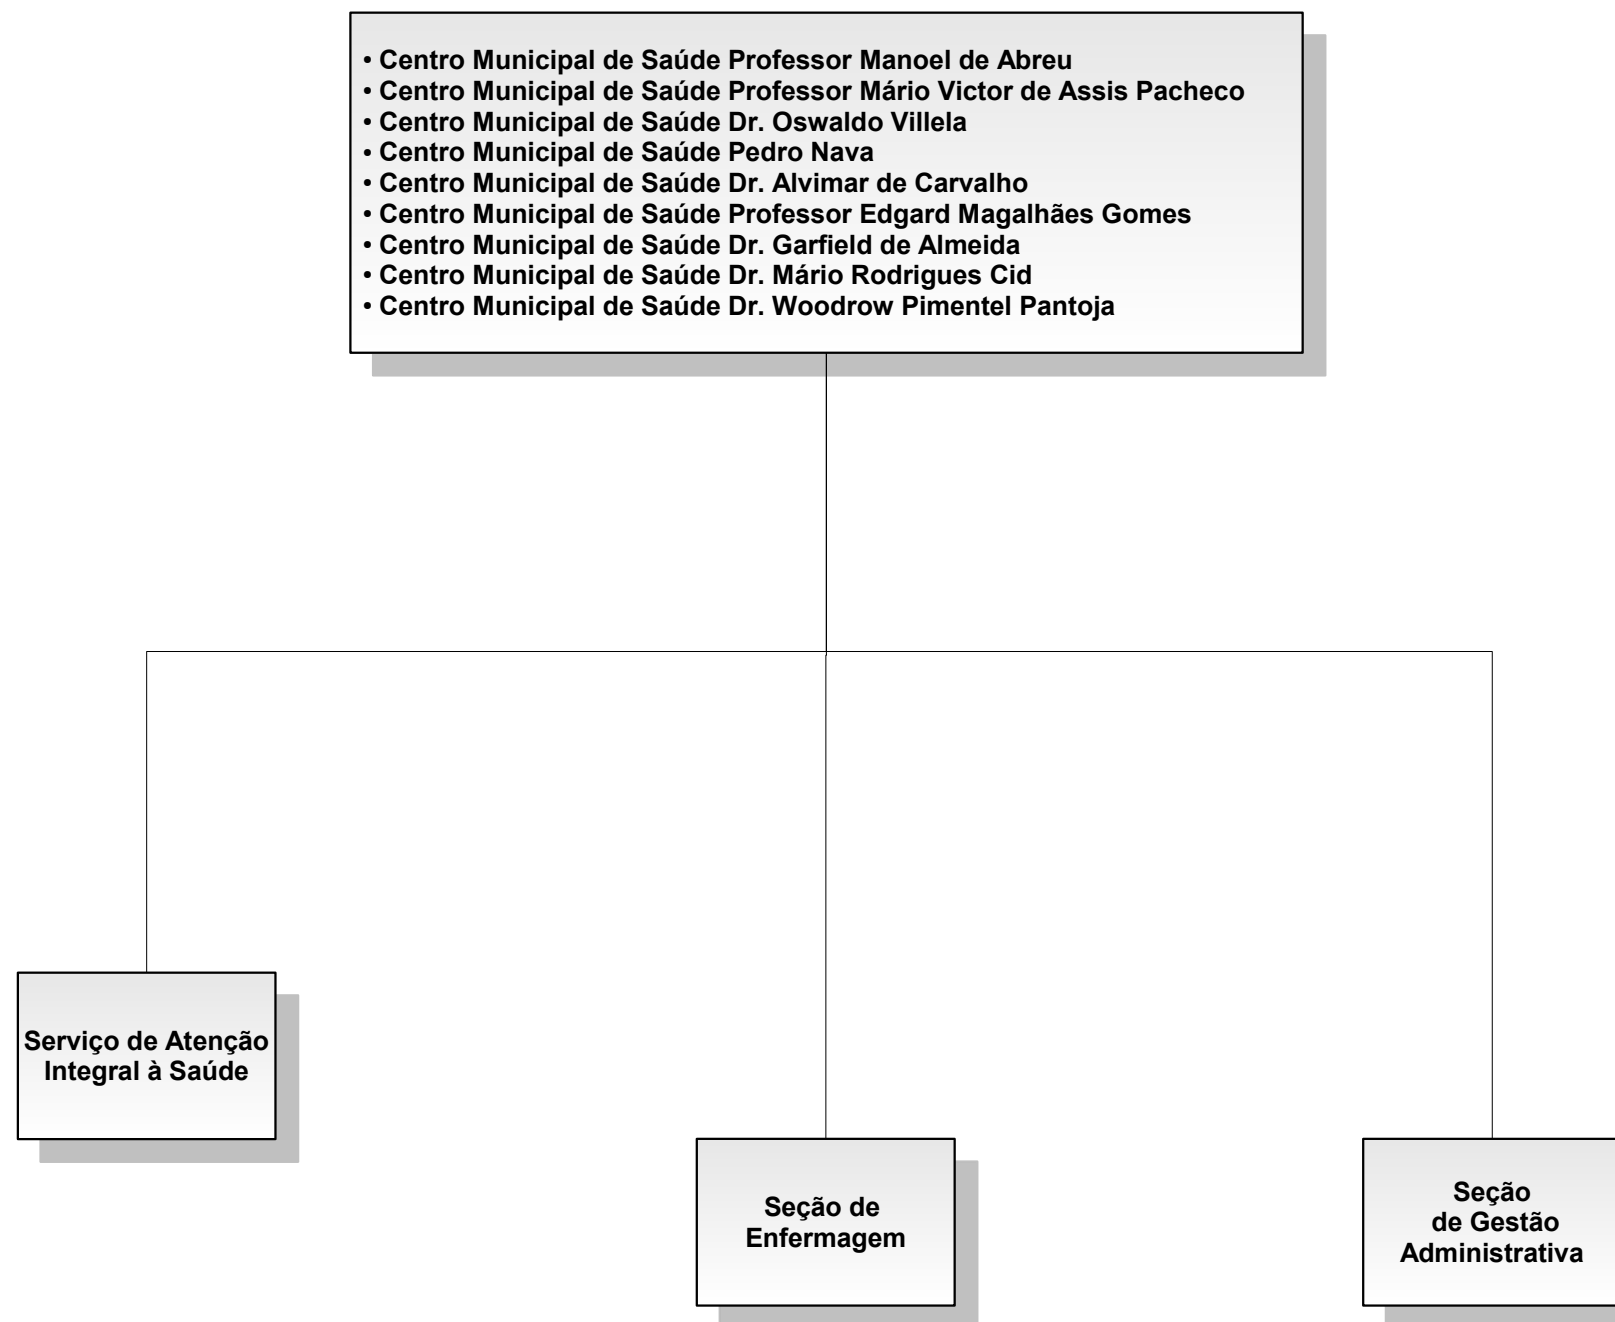 • Centro Municipal de Saúde Professor Manoel de Abreu
• Centro Municipal de Saúde Professor Mário Victor de Assis Pacheco
• Centro Municipal de Saúde Dr. Oswaldo Villela
• Centro Municipal de Saúde Pedro Nava
• Centro Municipal de Saúde Dr. Alvimar de Carvalho
• Centro Municipal de Saúde Professor Edgard Magalhães Gomes
• Centro Municipal de Saúde Dr. Garfield de Almeida
• Centro Municipal de Saúde Dr. Mário Rodrigues Cid
• Centro Municipal de Saúde Dr. Woodrow Pimentel Pantoja
Serviço de Atenção
Integral à Saúde
Seção de
Enfermagem
Seção
de Gestão
Administrativa